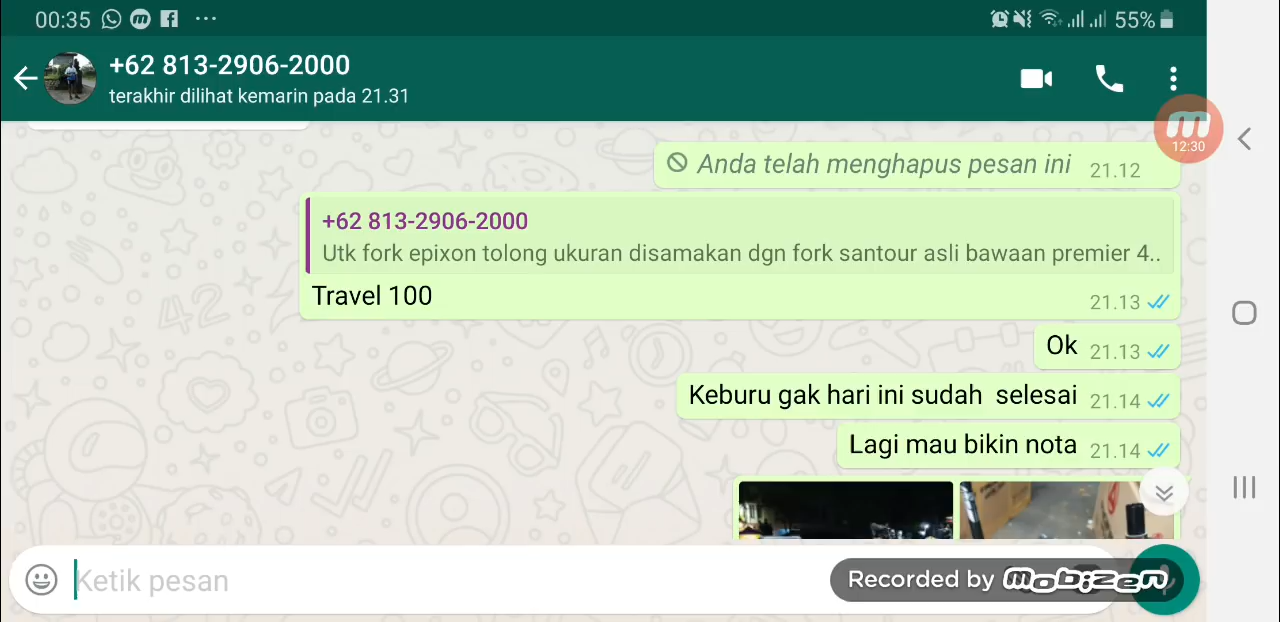 00:35
55%
+62 813-2906-2000
terakhir dilihat kemarin pada 21.31
12:30
Anda telah menghapus pesan ini 21.12
+62 813-2906-2000
Utk fork epixon tolong ukuran disamakan dgn fork santour asli bawaan premier 4..
Travel 100 21.13
Ok 21.13
Keburu gak hari ini sudah selesai 21.14
Lagi mau bikin nota 21.14
Ketik pesan
Recorded by mobizen